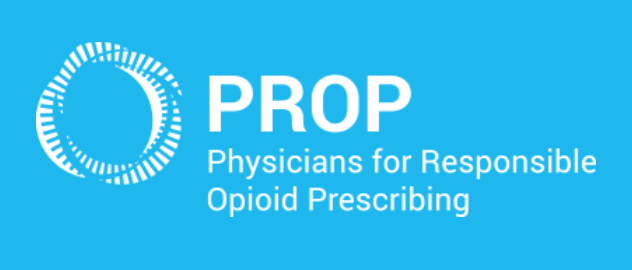 PROP
Physicians for Responsible
Opioid Prescribing